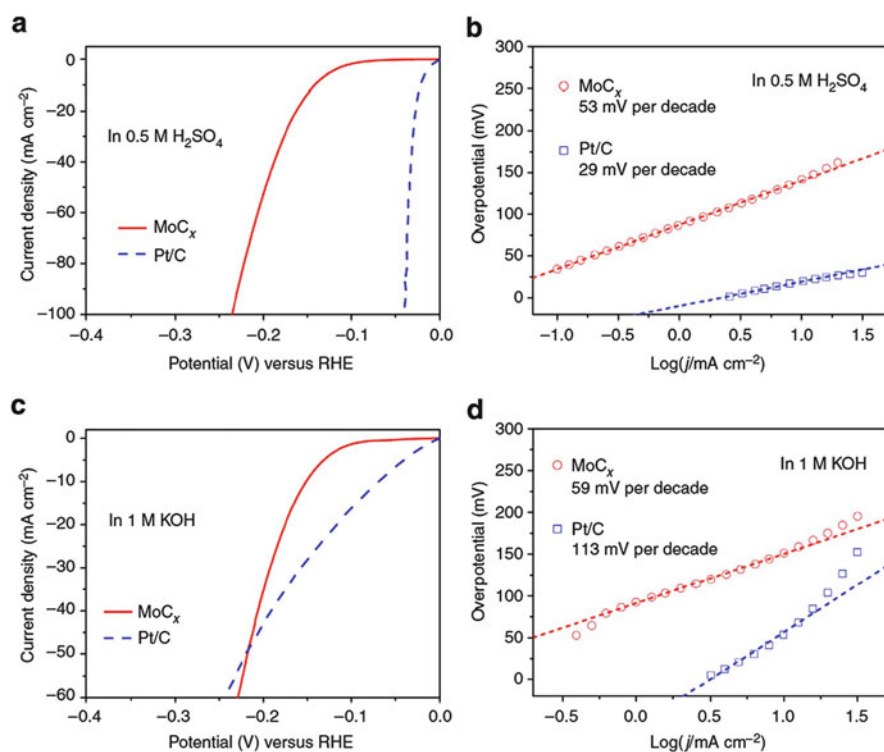 a
Current density (mA cm⁻²)
0
−20
−40
−60
−80
−100
In 0.5 M H₂SO₄
MoCₓ
Pt/C
−0.4
−0.3
−0.2
−0.1
0.0
Potential (V) versus RHE
b
Overpotential (mV)
300
250
200
150
100
50
0
MoCₓ
53 mV per decade
In 0.5 M H₂SO₄
Pt/C
29 mV per decade
−1.0
−0.5
0.0
0.5
1.0
1.5
Log(j/mA cm⁻²)
c
Current density (mA cm⁻²)
0
−10
−20
−30
−40
−50
−60
In 1 M KOH
MoCₓ
Pt/C
−0.4
−0.3
−0.2
−0.1
0.0
Potential (V) versus RHE
d
Overpotential (mV)
300
250
200
150
100
50
0
MoCₓ
59 mV per decade
In 1 M KOH
Pt/C
113 mV per decade
−0.5
0.0
0.5
1.0
1.5
Log(j/mA cm⁻²)